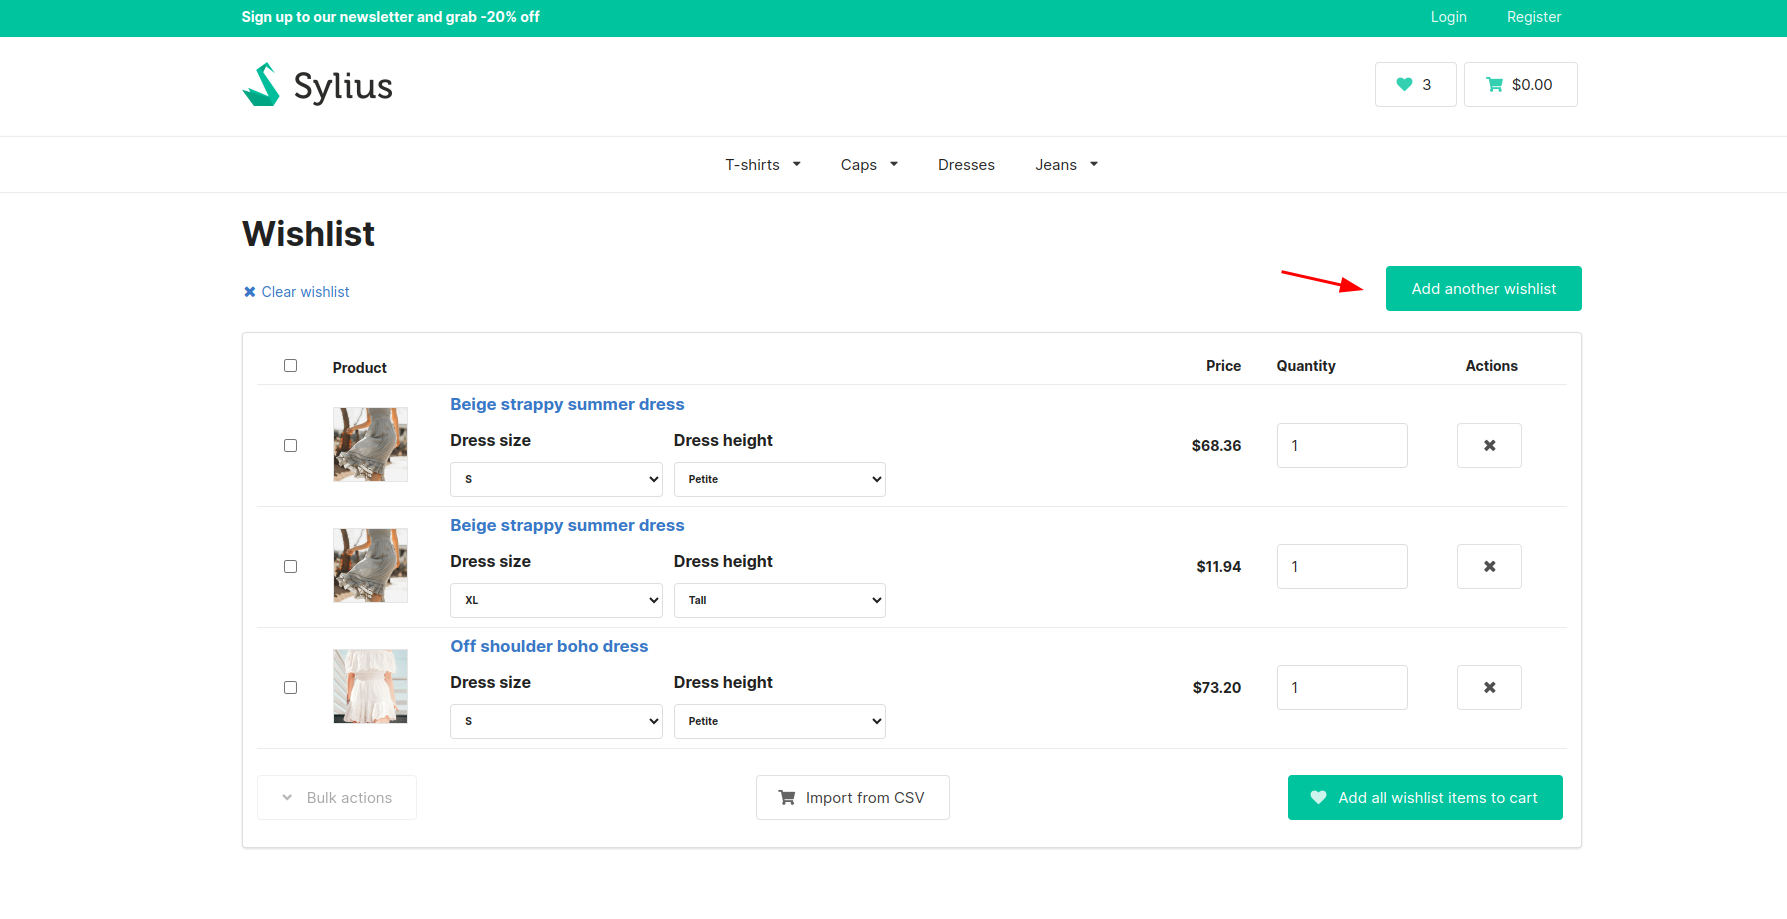 Sign up to our newsletter and grab -20% off
Login Register
Sylius
3 $0.00
T-shirts Caps Dresses Jeans
Wishlist
Clear wishlist
Add another wishlist
Product Price Quantity Actions
Beige strappy summer dress
Dress size Dress height
S Petite $68.36 1
Beige strappy summer dress
Dress size Dress height
XL Tall $11.94 1
Off shoulder boho dress
Dress size Dress height
S Petite $73.20 1
Bulk actions Import from CSV Add all wishlist items to cart